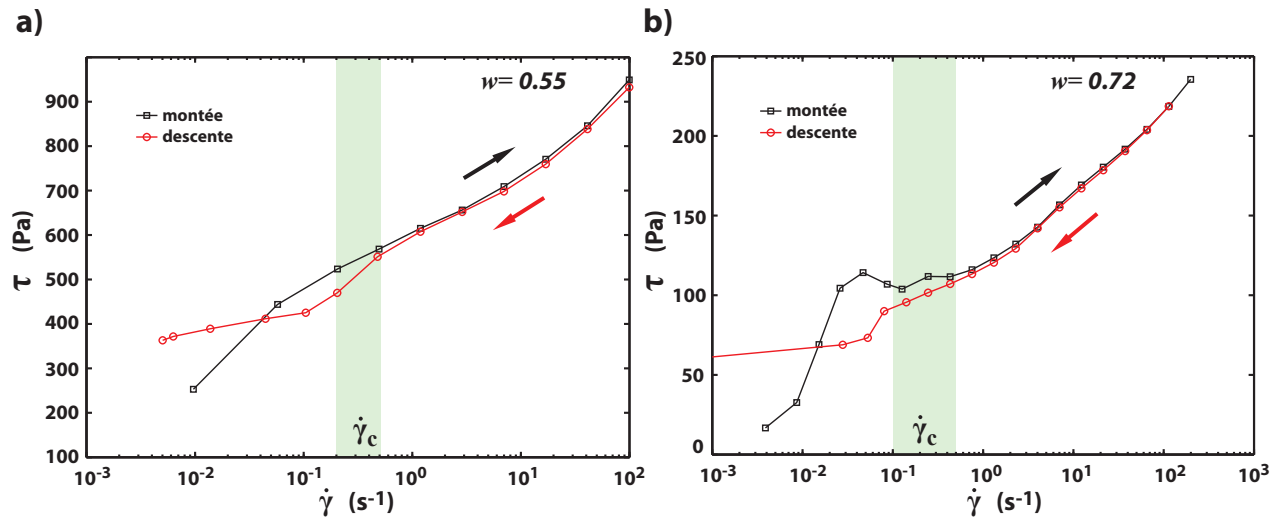 a)
w= 0.55
montée
descente
τ (Pa)
900
800
700
600
500
400
300
200
100
γ̇c
10-3
10-2
10-1
100
101
102
γ̇ (s-1)
b)
w= 0.72
montée
descente
τ (Pa)
250
200
150
100
50
0
γ̇c
10-3
10-2
10-1
100
101
102
103
γ̇ (s-1)